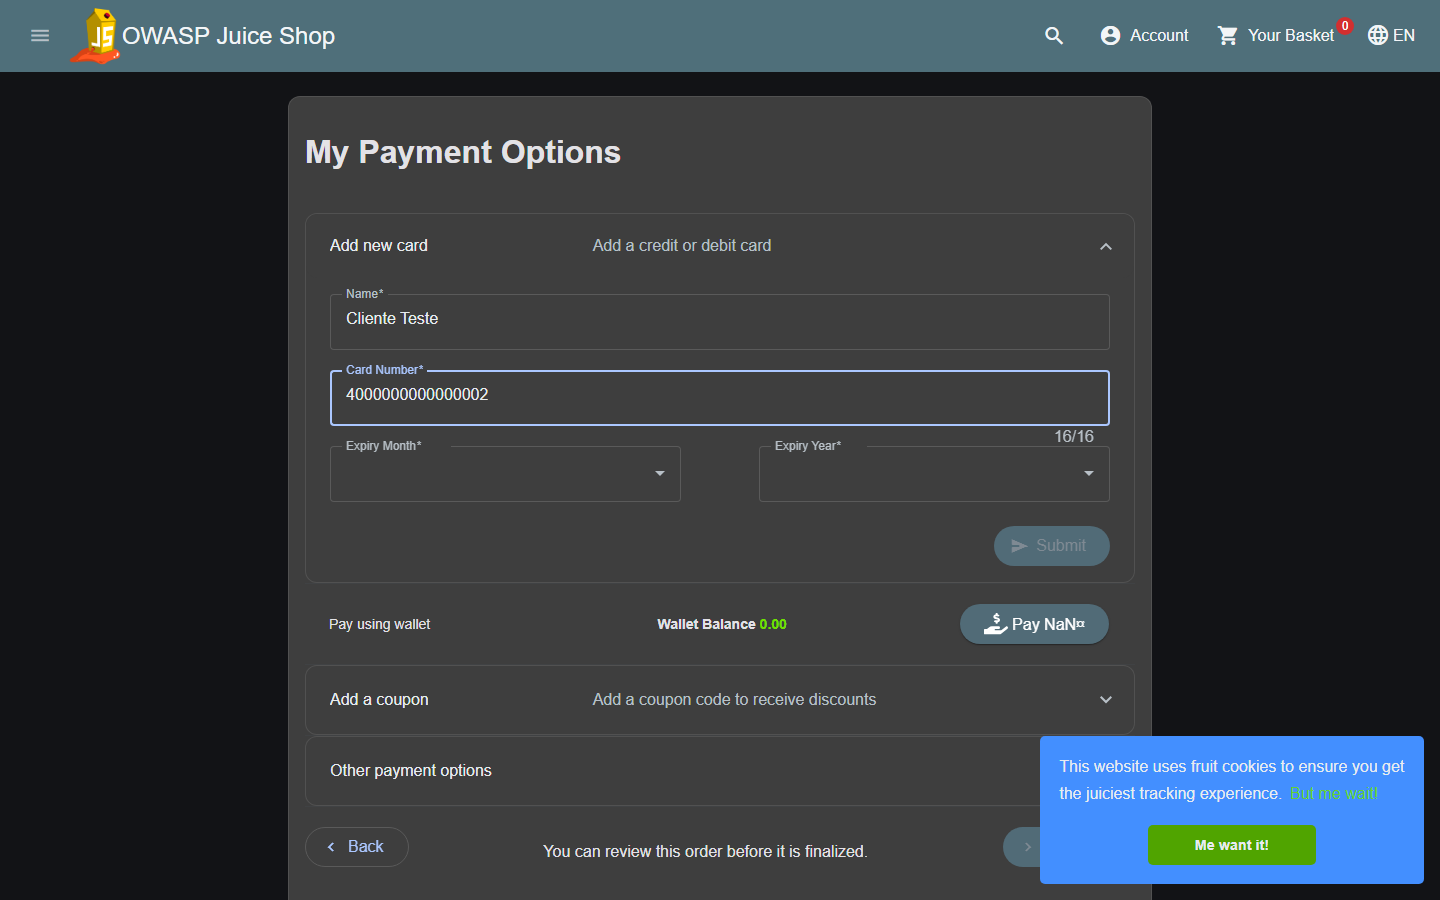 OWASP Juice Shop
Account
Your Basket
0
EN
My Payment Options
Add new card
Add a credit or debit card
Name*
Cliente Teste
Card Number*
4000000000000002
16/16
Expiry Month*
Expiry Year*
Submit
Pay using wallet
Wallet Balance 0.00
Pay NaN¤
Add a coupon
Add a coupon code to receive discounts
Other payment options
Back
You can review this order before it is finalized.
This website uses fruit cookies to ensure you get
the juiciest tracking experience. But me wait!
Me want it!